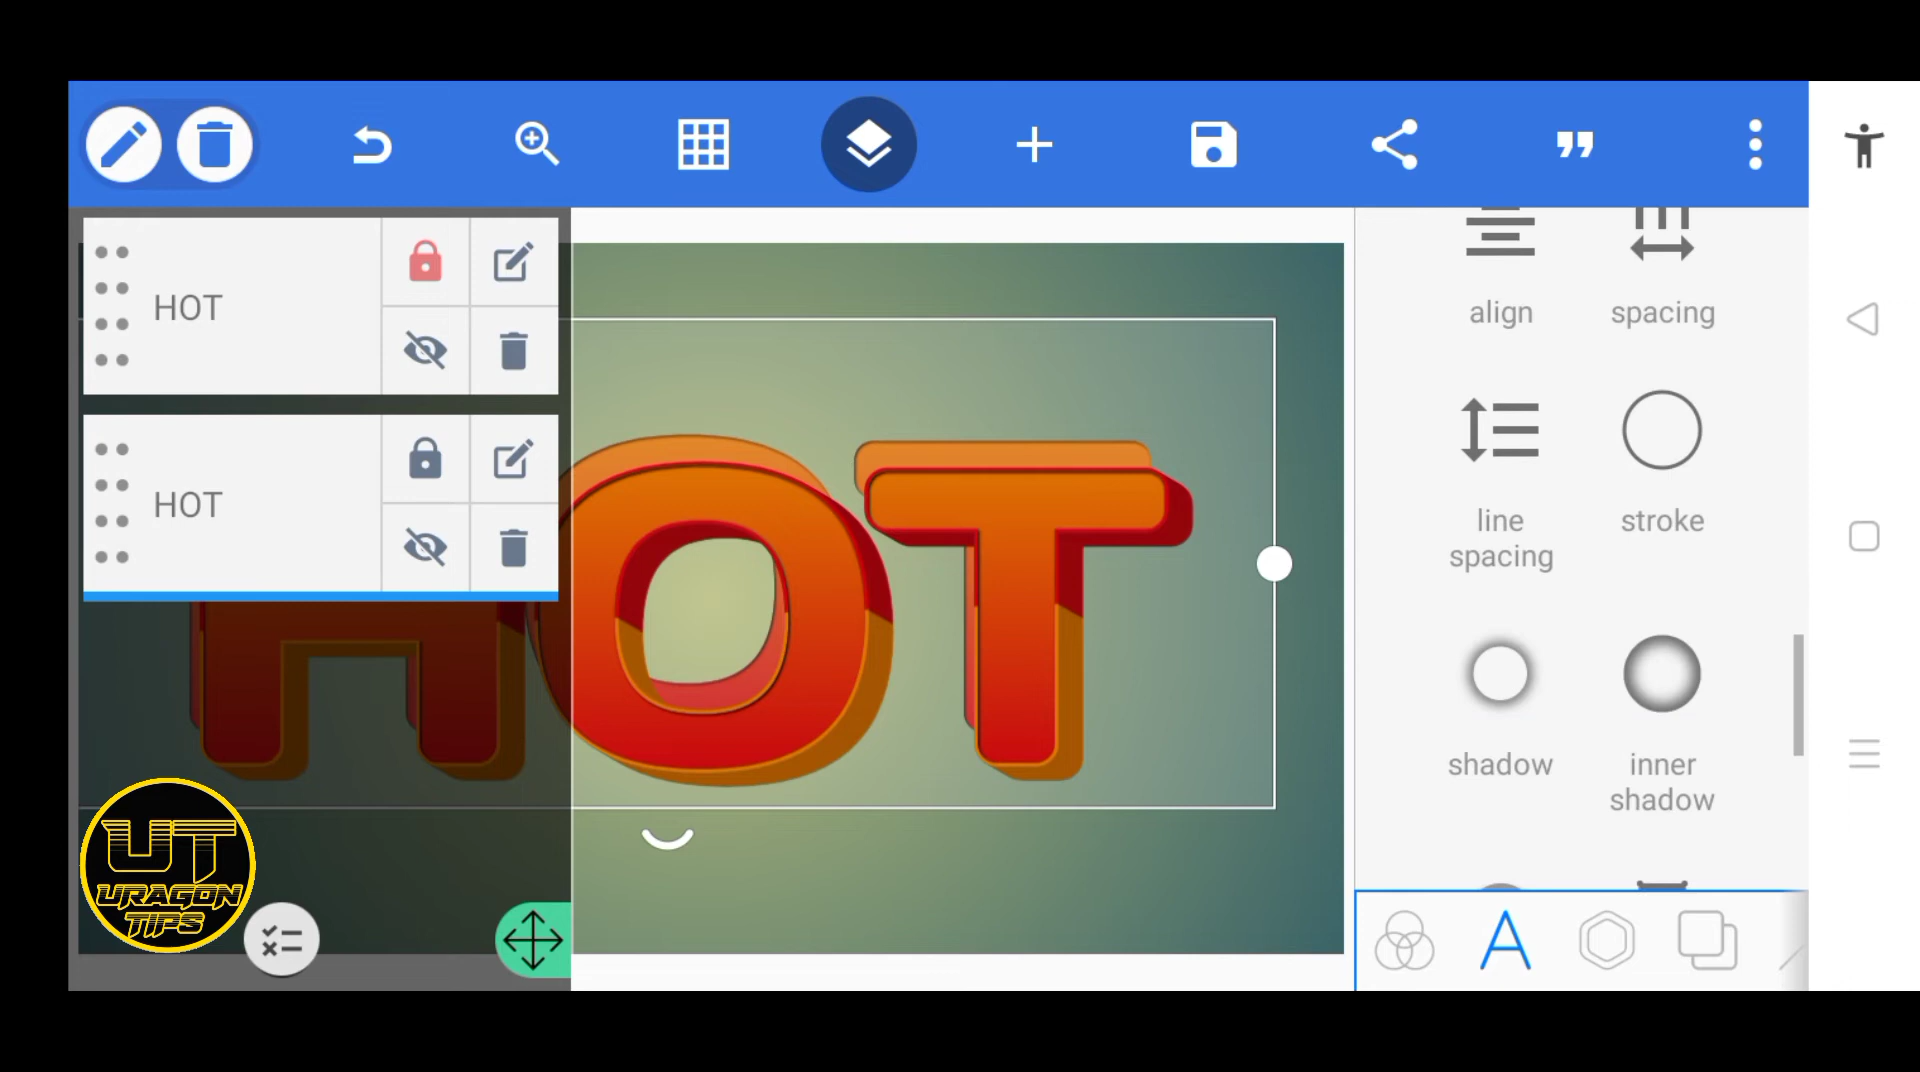 HOT
HOT
HOT
align
spacing
line
spacing
stroke
shadow
inner
shadow
UT
URAGON
TIPS